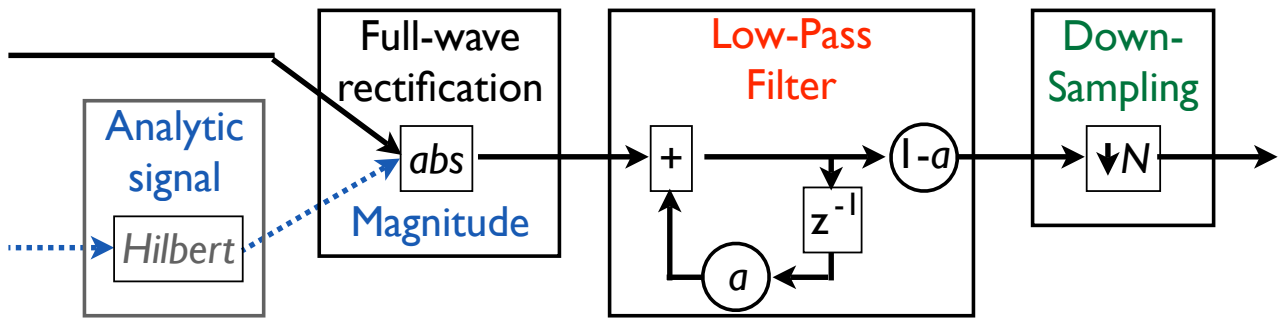 Analytic
signal
Hilbert
Full-wave
rectification
abs
Magnitude
Low-Pass
Filter
+
1-a
z⁻¹
a
Down-
Sampling
↓N